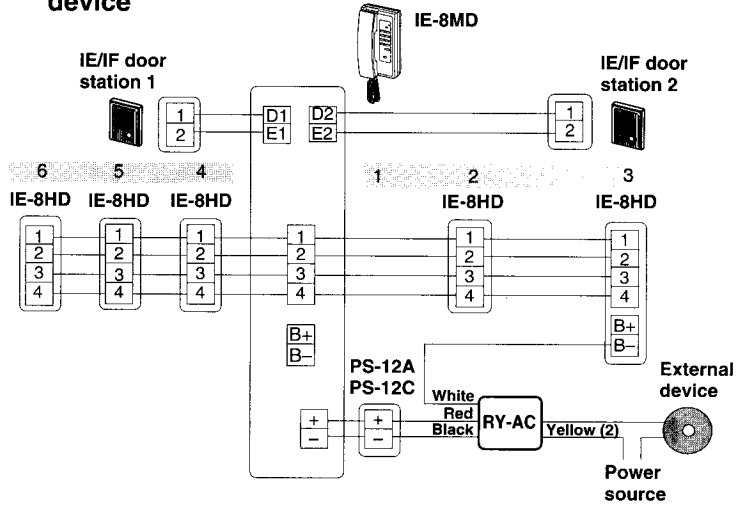 device
IE-8MD
IE/IF door
station 1
IE/IF door
station 2
1
2
D1
E1
D2
E2
1
2
6 5 4 1 2 3
IE-8HD IE-8HD IE-8HD IE-8HD IE-8HD
1 1 1 1 1 1
2 2 2 2 2 2
3 3 3 3 3 3
4 4 4 4 4 4
B+
B−
B+
B−
PS-12A
PS-12C
External
device
White
Red
Black
+
−
+
−
RY-AC
Yellow (2)
Power
source